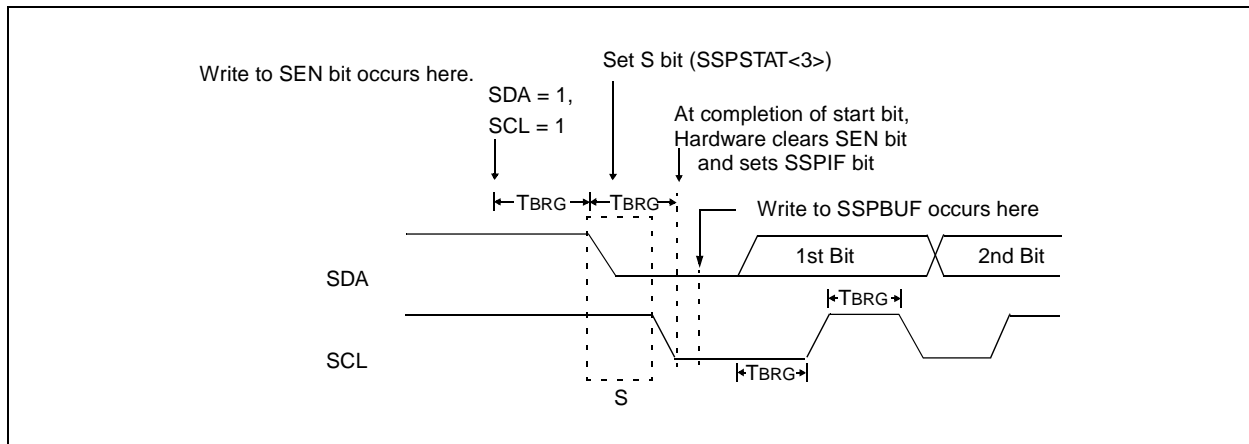 Write to SEN bit occurs here.
Set S bit (SSPSTAT<3>)
SDA = 1,
SCL = 1
At completion of start bit,
Hardware clears SEN bit
and sets SSPIF bit
TBRG
TBRG
Write to SSPBUF occurs here
SDA
1st Bit
2nd Bit
TBRG
SCL
TBRG
S